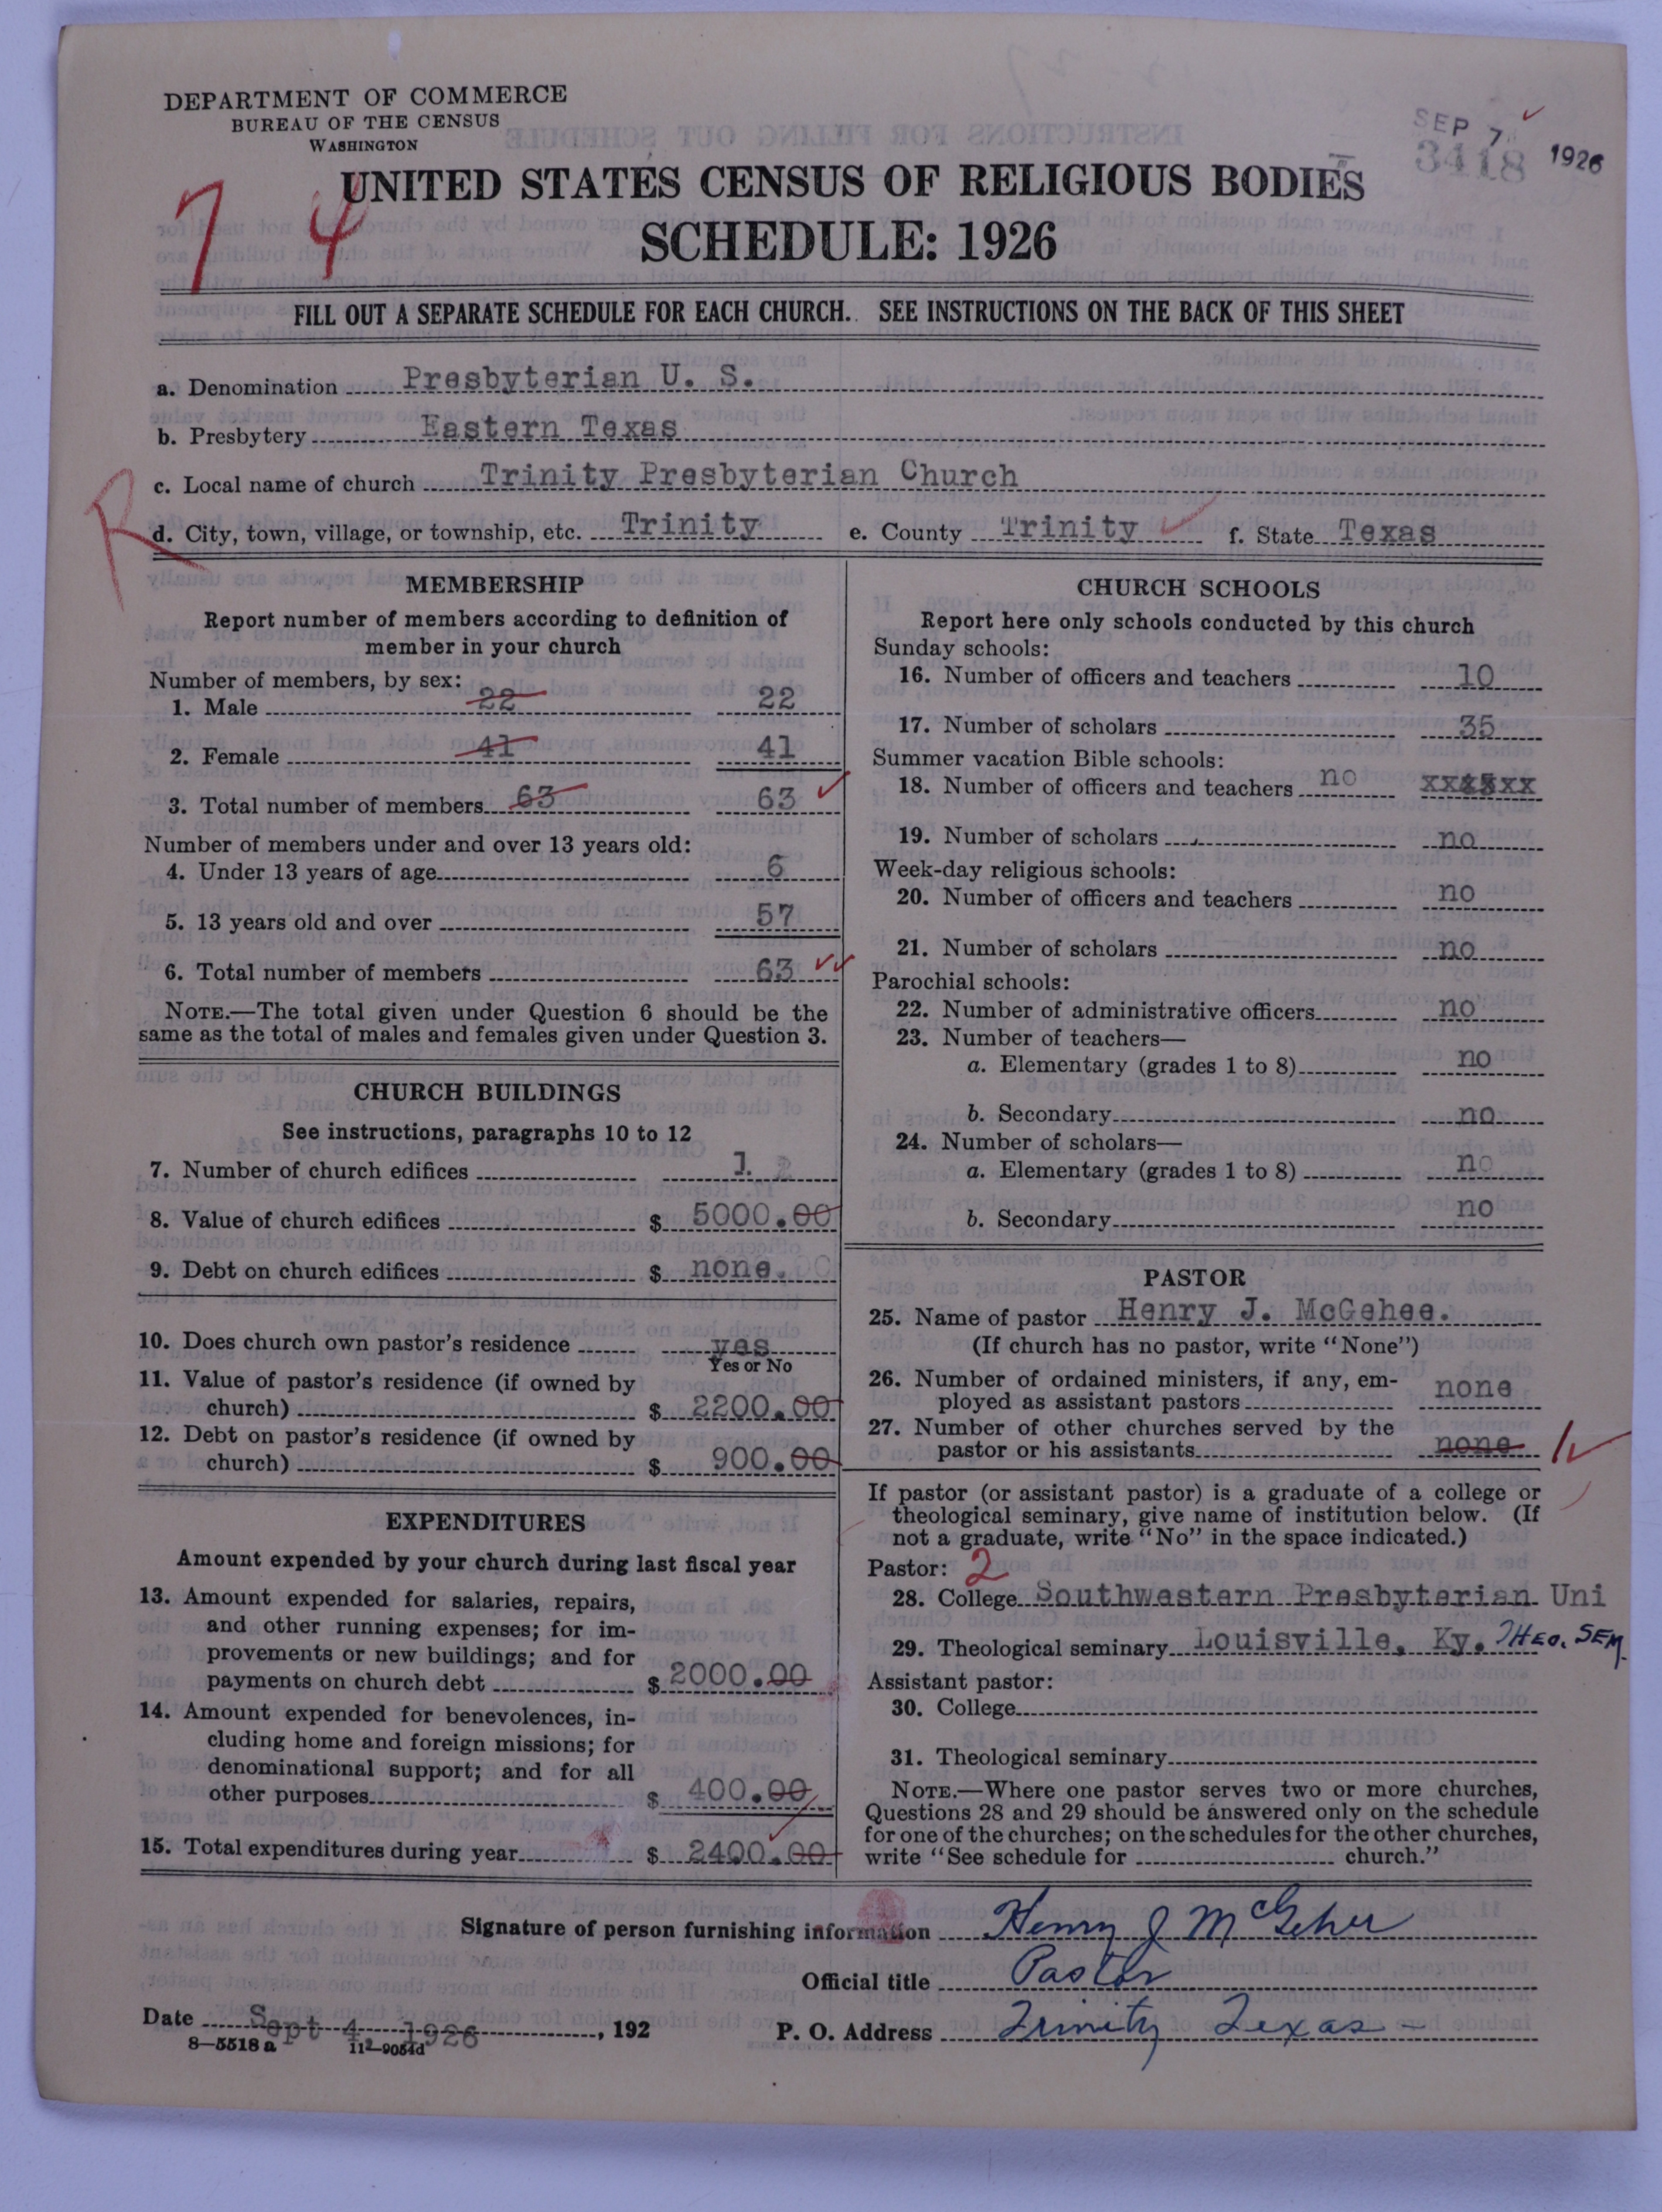 DEPARTMENT OF COMMERCE
BUREAU OF THE CENSUS
WASHINGTON
SEP 7 1926
3418
7 4
UNITED STATES CENSUS OF RELIGIOUS BODIES
SCHEDULE: 1926
FILL OUT A SEPARATE SCHEDULE FOR EACH CHURCH. SEE INSTRUCTIONS ON THE BACK OF THIS SHEET
a. Denomination Presbyterian U. S.
b. Presbytery Eastern Texas
c. Local name of church Trinity Presbyterian Church
R
d. City, town, village, or township, etc. Trinity e. County Trinity f. State Texas
MEMBERSHIP
Report number of members according to definition of
member in your church
Number of members, by sex:
1. Male 22 22
2. Female 41 41
3. Total number of members 63 63
Number of members under and over 13 years old:
4. Under 13 years of age 6
5. 13 years old and over 57
6. Total number of members 63
NOTE.—The total given under Question 6 should be the
same as the total of males and females given under Question 3.
CHURCH BUILDINGS
See instructions, paragraphs 10 to 12
7. Number of church edifices 1
8. Value of church edifices $ 5000.00
9. Debt on church edifices $ none.
10. Does church own pastor's residence yes
Yes or No
11. Value of pastor's residence (if owned by
church) $ 2200.00
12. Debt on pastor's residence (if owned by
church) $ 900.00
EXPENDITURES
Amount expended by your church during last fiscal year
13. Amount expended for salaries, repairs,
and other running expenses; for im-
provements or new buildings; and for
payments on church debt $ 2000.00
14. Amount expended for benevolences, in-
cluding home and foreign missions; for
denominational support; and for all
other purposes $ 400.00
15. Total expenditures during year $ 2400.00
CHURCH SCHOOLS
Report here only schools conducted by this church
Sunday schools:
16. Number of officers and teachers 10
17. Number of scholars 35
Summer vacation Bible schools:
18. Number of officers and teachers no
19. Number of scholars no
Week-day religious schools:
20. Number of officers and teachers no
21. Number of scholars no
Parochial schools:
22. Number of administrative officers no
23. Number of teachers—
a. Elementary (grades 1 to 8) no
b. Secondary no
24. Number of scholars—
a. Elementary (grades 1 to 8) no
b. Secondary no
PASTOR
25. Name of pastor Henry J. McGehee.
(If church has no pastor, write "None")
26. Number of ordained ministers, if any, em-
ployed as assistant pastors none
27. Number of other churches served by the
pastor or his assistants none 1
If pastor (or assistant pastor) is a graduate of a college or
theological seminary, give name of institution below. (If
not a graduate, write "No" in the space indicated.)
Pastor: 2
28. College Southwestern Presbyterian Uni
29. Theological seminary Louisville, Ky. THEO. SEM.
Assistant pastor:
30. College
31. Theological seminary
NOTE.—Where one pastor serves two or more churches,
Questions 28 and 29 should be answered only on the schedule
for one of the churches; on the schedules for the other churches,
write "See schedule for church."
Signature of person furnishing information Henry J McGehee
Official title Pastor
Date Sept 4 1926, 192 P. O. Address Trinity Texas —
8—5518 a 11²—9054d